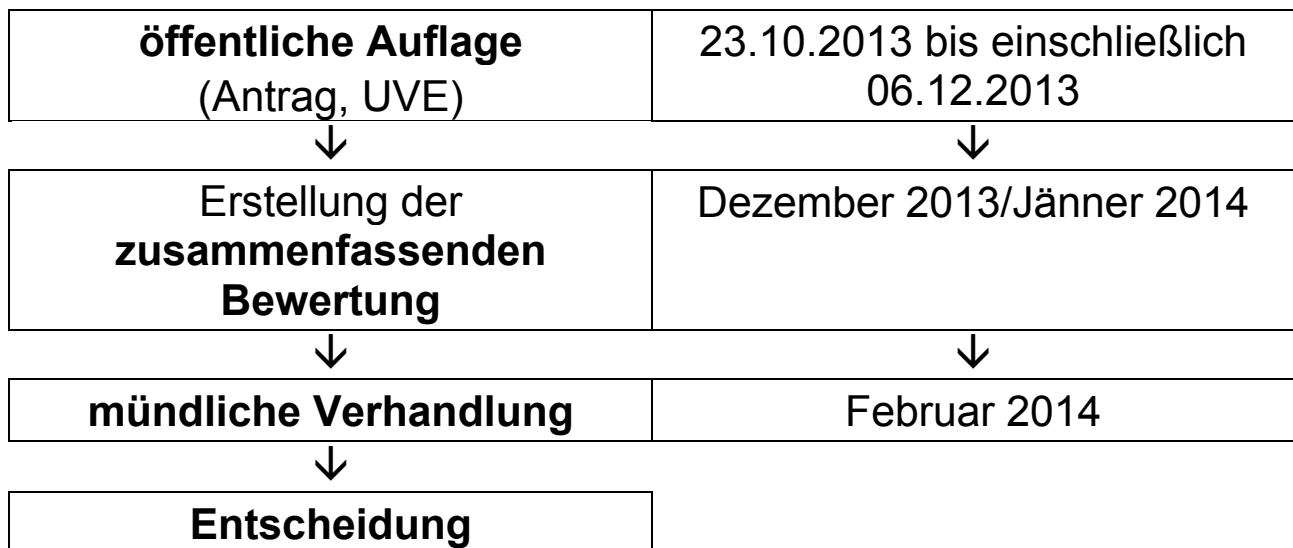 öffentliche Auflage
(Antrag, UVE)
23.10.2013 bis einschließlich
06.12.2013
Erstellung der
zusammenfassenden
Bewertung
Dezember 2013/Jänner 2014
mündliche Verhandlung
Februar 2014
Entscheidung